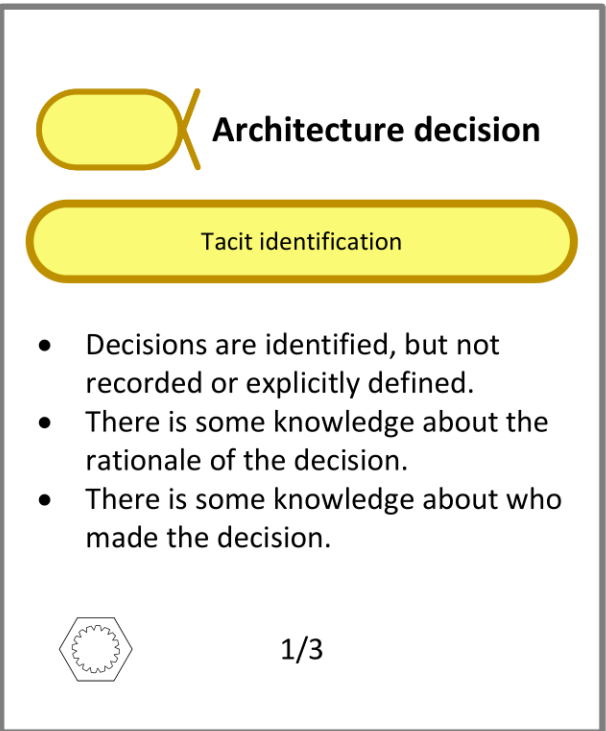 Architecture decision
Tacit identification
• Decisions are identified, but not
recorded or explicitly defined.
• There is some knowledge about the
rationale of the decision.
• There is some knowledge about who
made the decision.
1/3